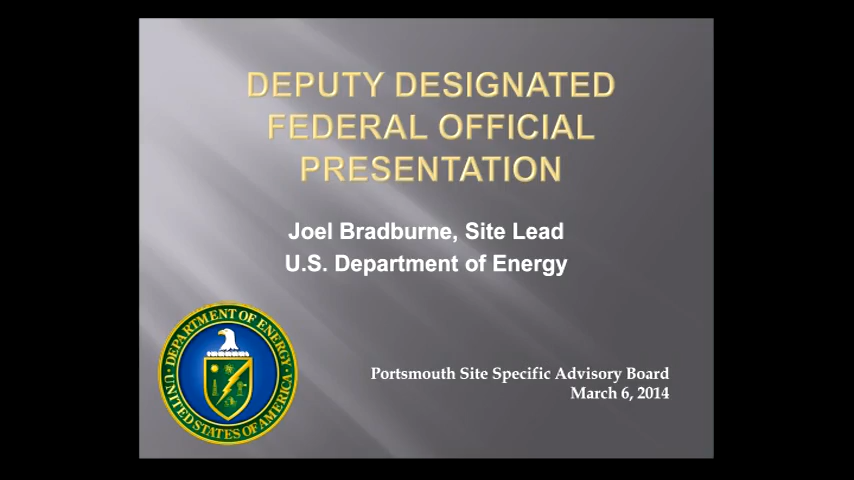 DEPUTY DESIGNATED
FEDERAL OFFICIAL
PRESENTATION
Joel Bradburne, Site Lead
U.S. Department of Energy
DEPARTMENT OF ENERGY
UNITED STATES OF AMERICA
Portsmouth Site Specific Advisory Board
March 6, 2014